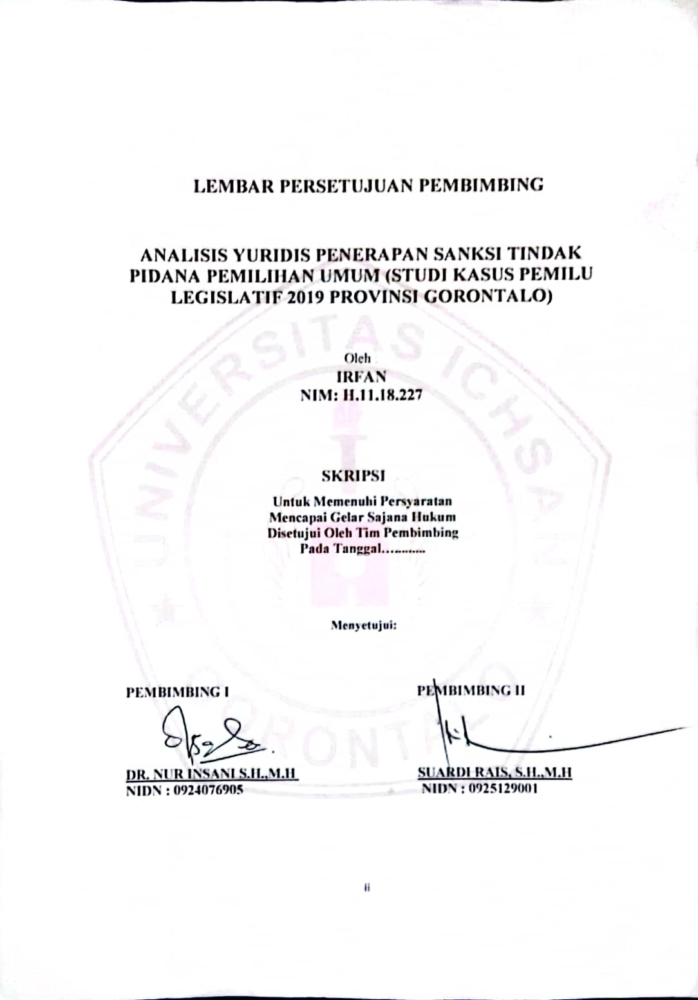 LEMBAR PERSETUJUAN PEMBIMBING
ANALISIS YURIDIS PENERAPAN SANKSI TINDAK
PIDANA PEMILIHAN UMUM (STUDI KASUS PEMILU
LEGISLATIF 2019 PROVINSI GORONTALO)
Oleh
IRFAN
NIM: H.11.18.227
SKRIPSI
Untuk Memenuhi Persyaratan
Mencapai Gelar Sajana Hukum
Disetujui Oleh Tim Pembimbing
Pada Tanggal............
Menyetujui:
PEMBIMBING I
PEMBIMBING II
DR. NUR INSANI S.H.,M.H
NIDN : 0924076905
SUARDI RAIS, S.H.,M.H
NIDN : 0925129001
ii
UNIVERSITAS ICHSAN
GORONTALO